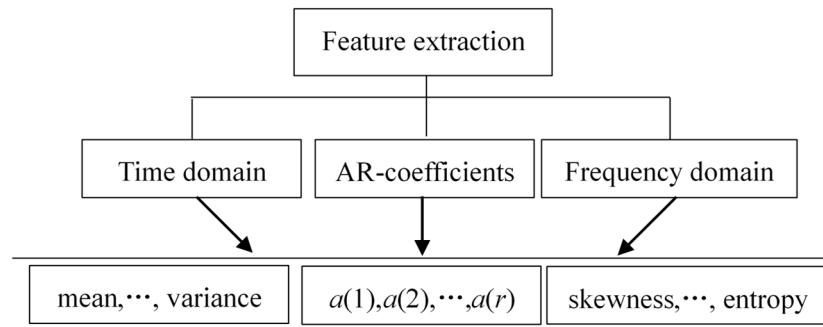 Feature extraction
Time domain
AR-coefficients
Frequency domain
mean,⋯, variance
a(1),a(2),⋯,a(r)
skewness,⋯, entropy